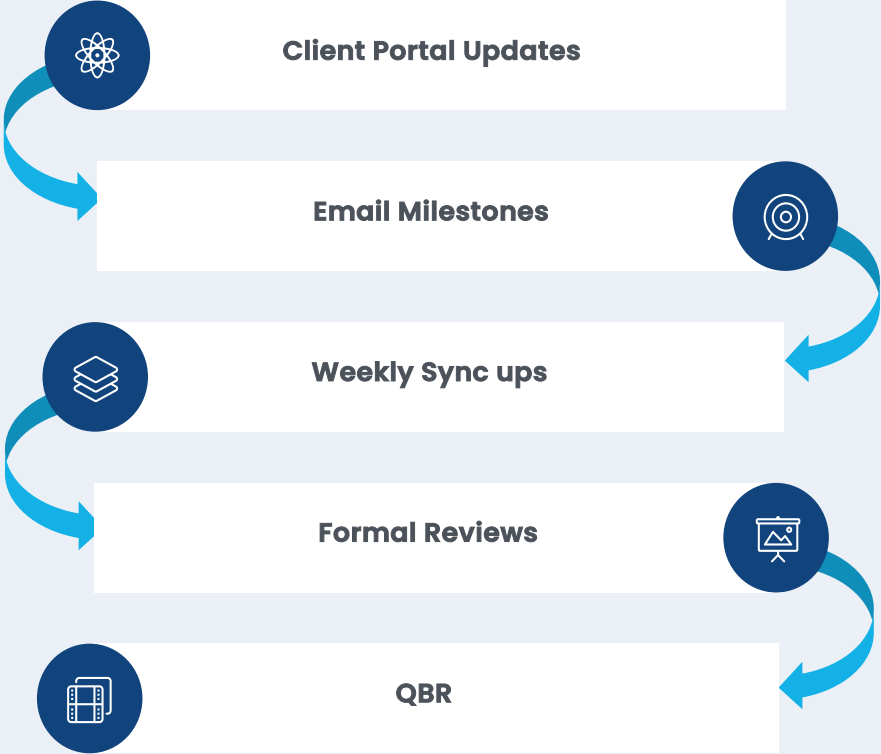 Client Portal Updates
Email Milestones
Weekly Sync ups
Formal Reviews
QBR